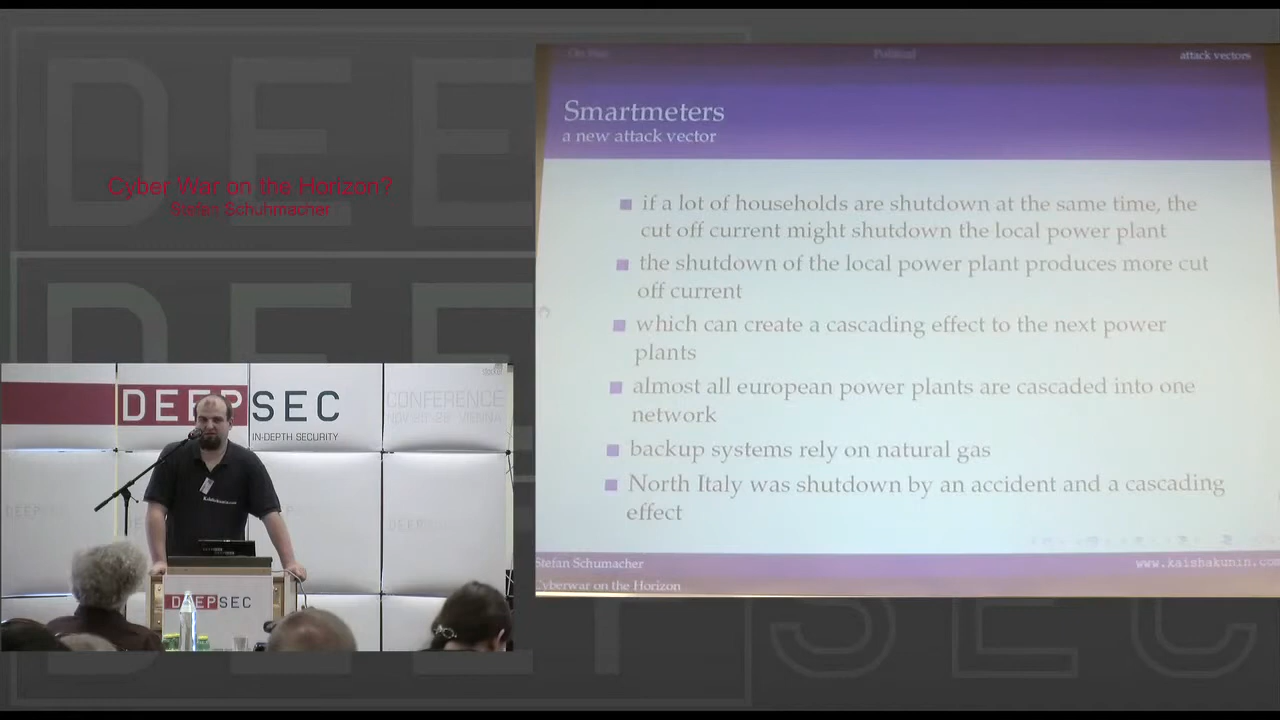 Cyber War on the Horizon?
Stefan Schuhmacher
DEEPSEC
IN-DEPTH SECURITY
CONFERENCE
DEEPSEC
attack vectors
Smartmeters
a new attack vector
if a lot of households are shutdown at the same time, the
cut off current might shutdown the local power plant
the shutdown of the local power plant produces more cut
off current
which can create a cascading effect to the next power
plants
almost all european power plants are cascaded into one
network
backup systems rely on natural gas
North Italy was shutdown by an accident and a cascading
effect
Stefan Schumacher
www.kaishakunin.com
Cyberwar on the Horizon